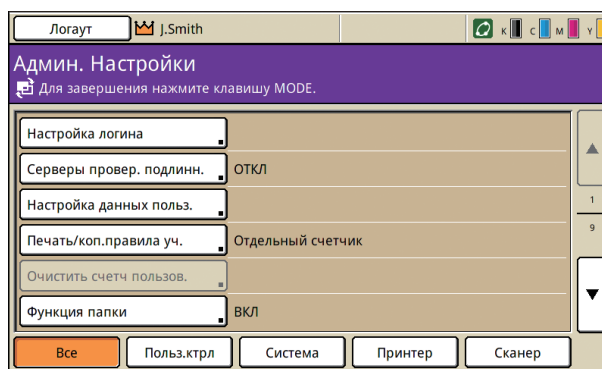 Логаут J.Smith K C M Y
Админ. Настройки
Для завершения нажмите клавишу MODE.
Настройка логина
Серверы провер. подлинн. ОТКЛ
Настройка данных польз.
1
Печать/коп.правила уч. Отдельный счетчик
9
Очистить счетч пользов.
Функция папки ВКЛ
Все Польз.ктрл Система Принтер Сканер